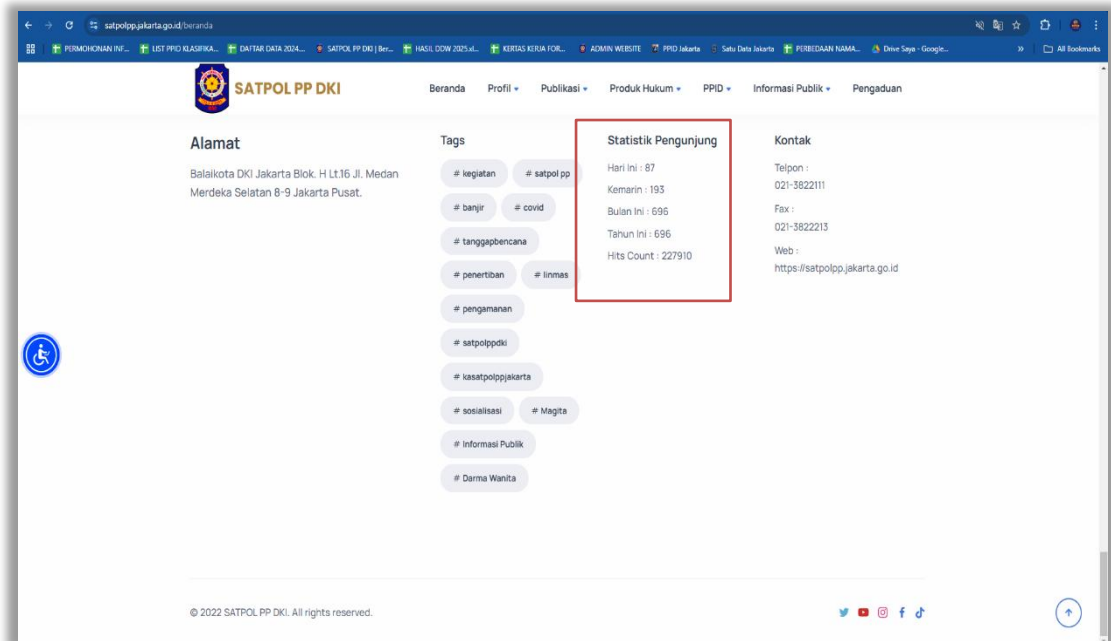 satpolpp.jakarta.go.id/beranda
PERMOHONAN INF... LIST PPID KLASIFIKA... DAFTAR DATA 2024.... SATPOL PP DKI | Ber... HASIL DDW 2025.xl... KERTAS KERJA FOR... ADMIN WEBSITE PPID Jakarta Satu Data Jakarta PERBEDAAN NAMA... Drive Saya - Google... » All Bookmarks
SATPOL PP DKI Beranda Profil Publikasi Produk Hukum PPID Informasi Publik Pengaduan
Alamat
Balaikota DKI Jakarta Blok. H Lt.16 Jl. Medan
Merdeka Selatan 8-9 Jakarta Pusat.
Tags
# kegiatan # satpol pp
# banjir # covid
# tanggapbencana
# penertiban # linmas
# pengamanan
# satpolppdki
# kasatpolppjakarta
# sosialisasi # Magita
# Informasi Publik
# Darma Wanita
Statistik Pengunjung
Hari Ini : 87
Kemarin : 193
Bulan Ini : 696
Tahun Ini : 696
Hits Count : 227910
Kontak
Telpon :
021-3822111
Fax :
021-3822213
Web :
https://satpolpp.jakarta.go.id
© 2022 SATPOL PP DKI. All rights reserved.